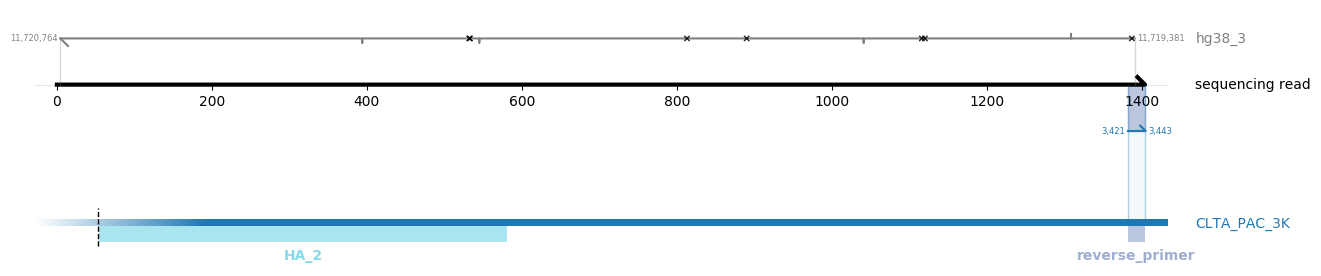 11,720,764 11,719,381 hg38_3
sequencing read
0 200 400 600 800 1000 1200 1400
3,421 3,443
CLTA_PAC_3K
HA_2 reverse_primer